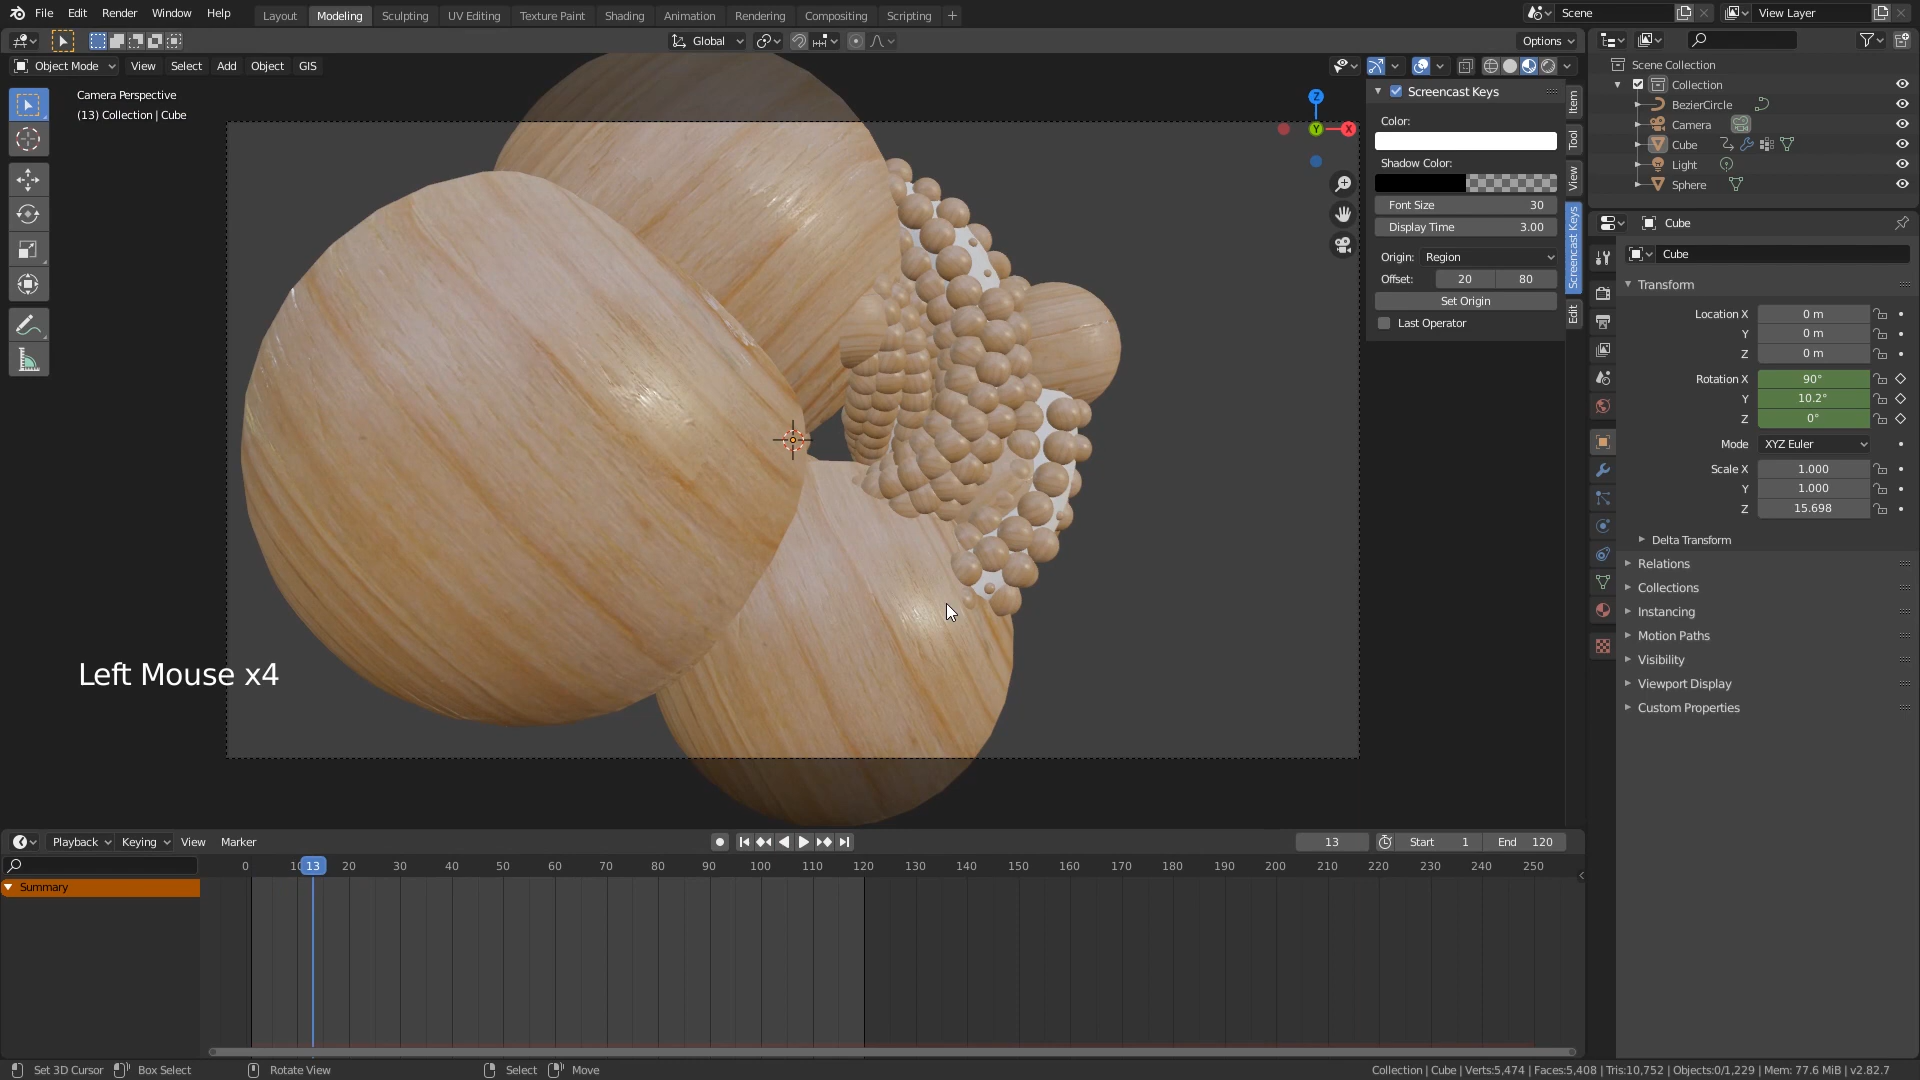 File Edit Render Window Help
Layout Modeling Sculpting UV Editing Texture Paint Shading Animation Rendering Compositing Scripting +
Scene
View Layer
Global
Options
Object Mode View Select Add Object GIS
Camera Perspective
(13) Collection | Cube
Z
Y
X
Screencast Keys
Color:
Shadow Color:
Font Size 30
Display Time 3.00
Origin: Region
Offset: 20 80
Set Origin
Last Operator
Item
Tool
View
Screencast Keys
Edit
Scene Collection
Collection
BezierCircle
Camera
Cube
Light
Sphere
Cube
Cube
Transform
Location X 0 m
Y 0 m
Z 0 m
Rotation X 90°
Y 10.2°
Z 0°
Mode XYZ Euler
Scale X 1.000
Y 1.000
Z 15.698
Delta Transform
Relations
Collections
Instancing
Motion Paths
Visibility
Viewport Display
Custom Properties
Left Mouse x4
Playback Keying View Marker
13 Start 1 End 120
0 10 13 20 30 40 50 60 70 80 90 100 110 120 130 140 150 160 170 180 190 200 210 220 230 240 250
Summary
Set 3D Cursor Box Select Rotate View Select Move
Collection | Cube | Verts:5,474 | Faces:5,408 | Tris:10,752 | Objects:0/1,229 | Mem: 77.6 MiB | v2.82.7